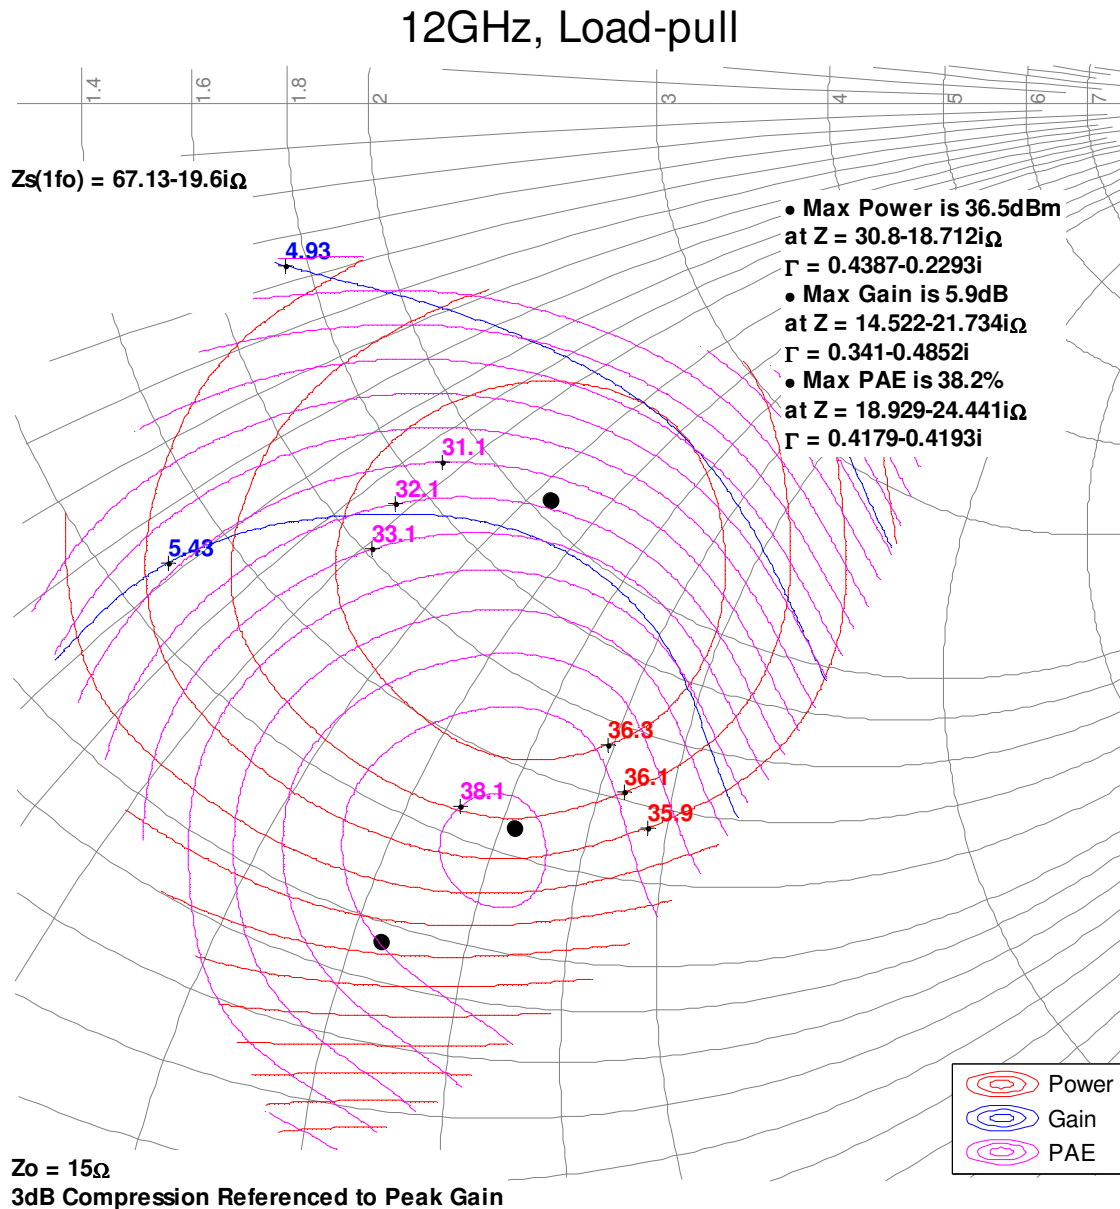 12GHz, Load-pull
1.4
1.6
1.8
2
3
4
5
6
7
Zs(1fo) = 67.13-19.6iΩ
● Max Power is 36.5dBm
at Z = 30.8-18.712iΩ
Γ = 0.4387-0.2293i
● Max Gain is 5.9dB
at Z = 14.522-21.734iΩ
Γ = 0.341-0.4852i
● Max PAE is 38.2%
at Z = 18.929-24.441iΩ
Γ = 0.4179-0.4193i
4.93
31.1
32.1
33.1
5.43
36.3
36.1
38.1
35.9
Power
Gain
PAE
Zo = 15Ω
3dB Compression Referenced to Peak Gain